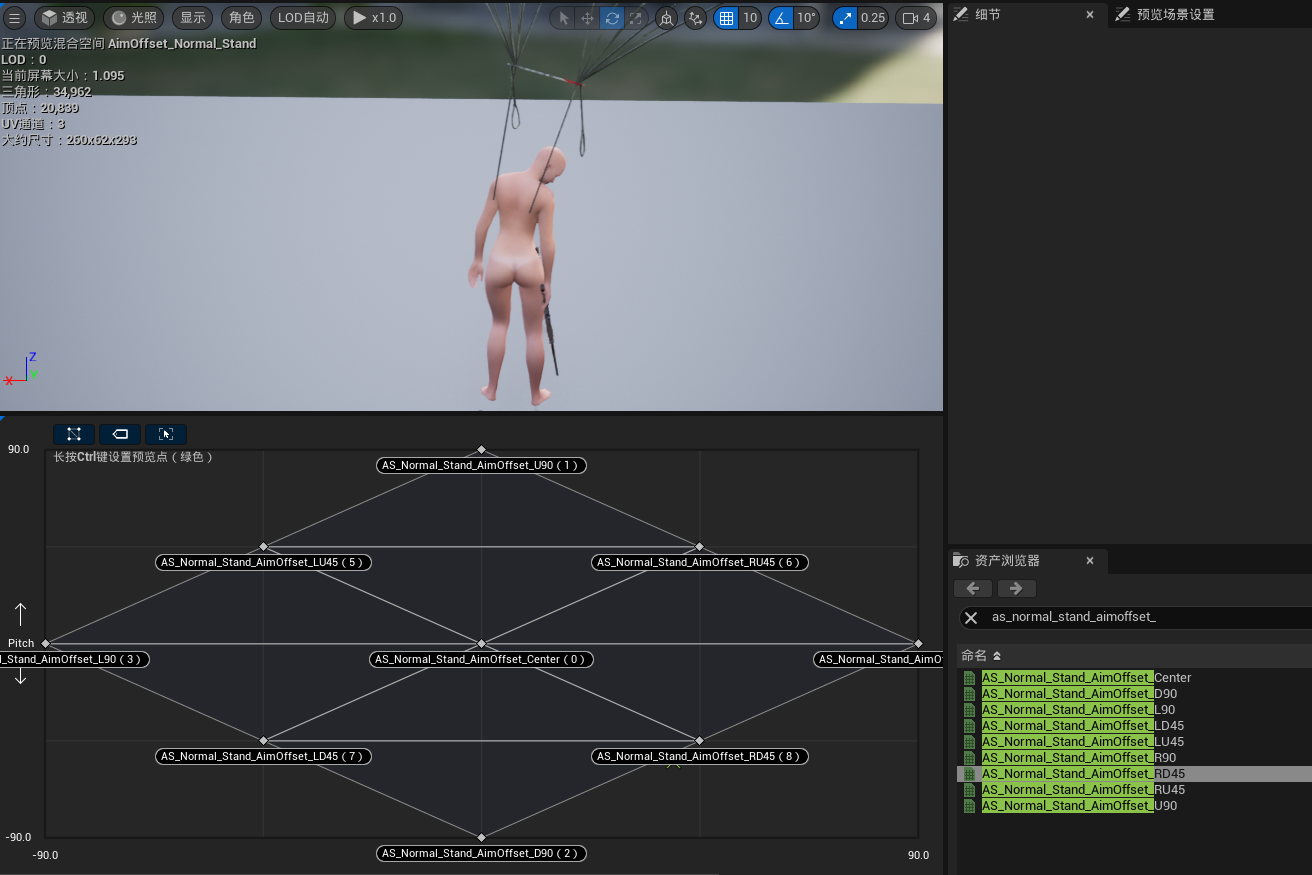 透视 光照 显示 角色 LOD自动 x1.0 10 10° 0.25 4
正在预览混合空间 AimOffset_Normal_Stand
LOD：0
当前屏幕大小：1.095
三角形：34,962
顶点：20,839
UV通道：3
大约尺寸：260x62x293
Z
X
Y
90.0
长按Ctrl键设置预览点（绿色）
AS_Normal_Stand_AimOffset_U90（1）
AS_Normal_Stand_AimOffset_LU45（5）
AS_Normal_Stand_AimOffset_RU45（6）
Pitch
l_Stand_AimOffset_L90（3）
AS_Normal_Stand_AimOffset_Center（0）
AS_Normal_Stand_AimO
AS_Normal_Stand_AimOffset_LD45（7）
AS_Normal_Stand_AimOffset_RD45（8）
-90.0
AS_Normal_Stand_AimOffset_D90（2）
-90.0
90.0
细节
预览场景设置
资产浏览器
as_normal_stand_aimoffset_
命名
AS_Normal_Stand_AimOffset_Center
AS_Normal_Stand_AimOffset_D90
AS_Normal_Stand_AimOffset_L90
AS_Normal_Stand_AimOffset_LD45
AS_Normal_Stand_AimOffset_LU45
AS_Normal_Stand_AimOffset_R90
AS_Normal_Stand_AimOffset_RD45
AS_Normal_Stand_AimOffset_RU45
AS_Normal_Stand_AimOffset_U90